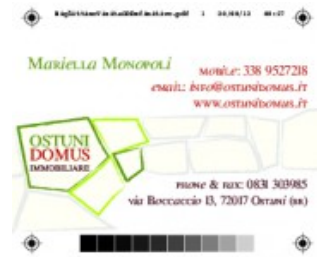 Mariella Monopoli
mobile: 338 9527218
email: info@ostunidomus.it
www.ostunidomus.it
OSTUNI
DOMUS
IMMOBILIARE
phone & fax: 0831 303985
via Boccaccio 13, 72017 Ostuni (br)